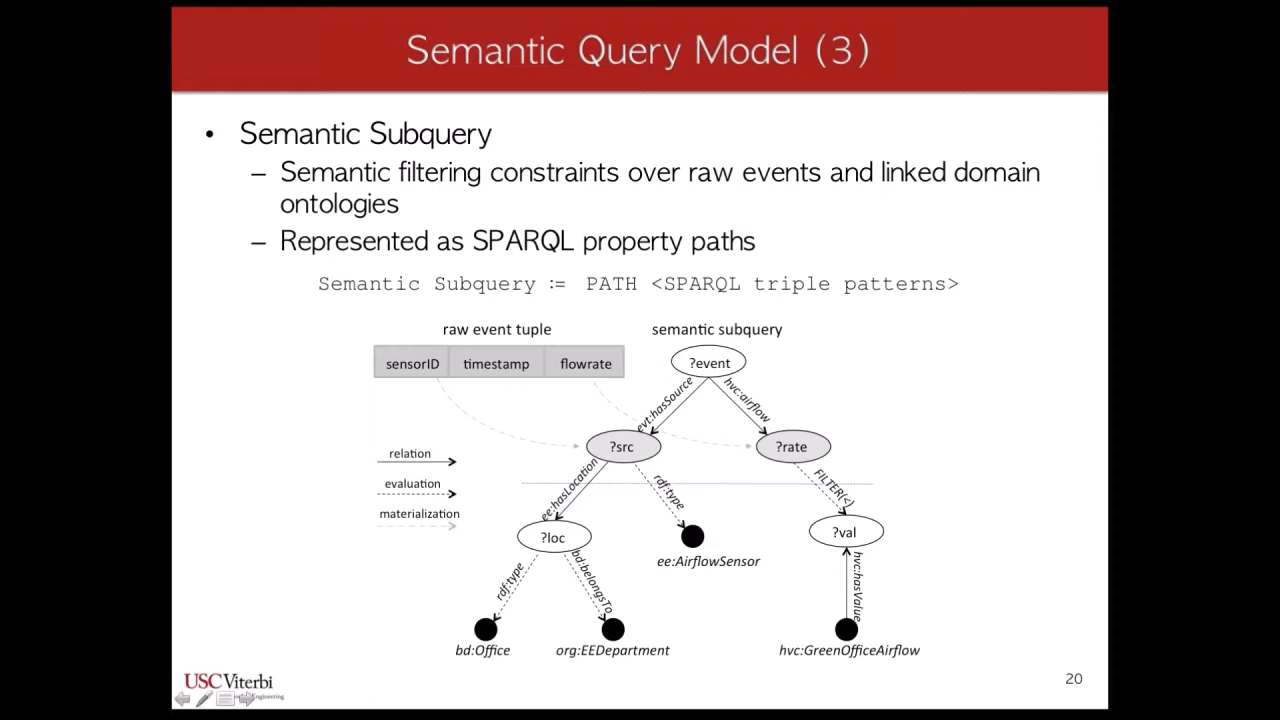 Semantic Query Model (3)
• Semantic Subquery
– Semantic filtering constraints over raw events and linked domain
ontologies
– Represented as SPARQL property paths
Semantic Subquery := PATH <SPARQL triple patterns>
raw event tuple
semantic subquery
sensorID timestamp flowrate
?event
evt:hasSource
hvc:airflow
?src
?rate
relation
evaluation
materialization
ee:hasLocation
rdf:type
FILTER(<)
?loc
?val
ee:AirflowSensor
rdf:type
bd:belongsTo
hvc:hasValue
bd:Office
org:EEDepartment
hvc:GreenOfficeAirflow
USC Viterbi
Engineering
20